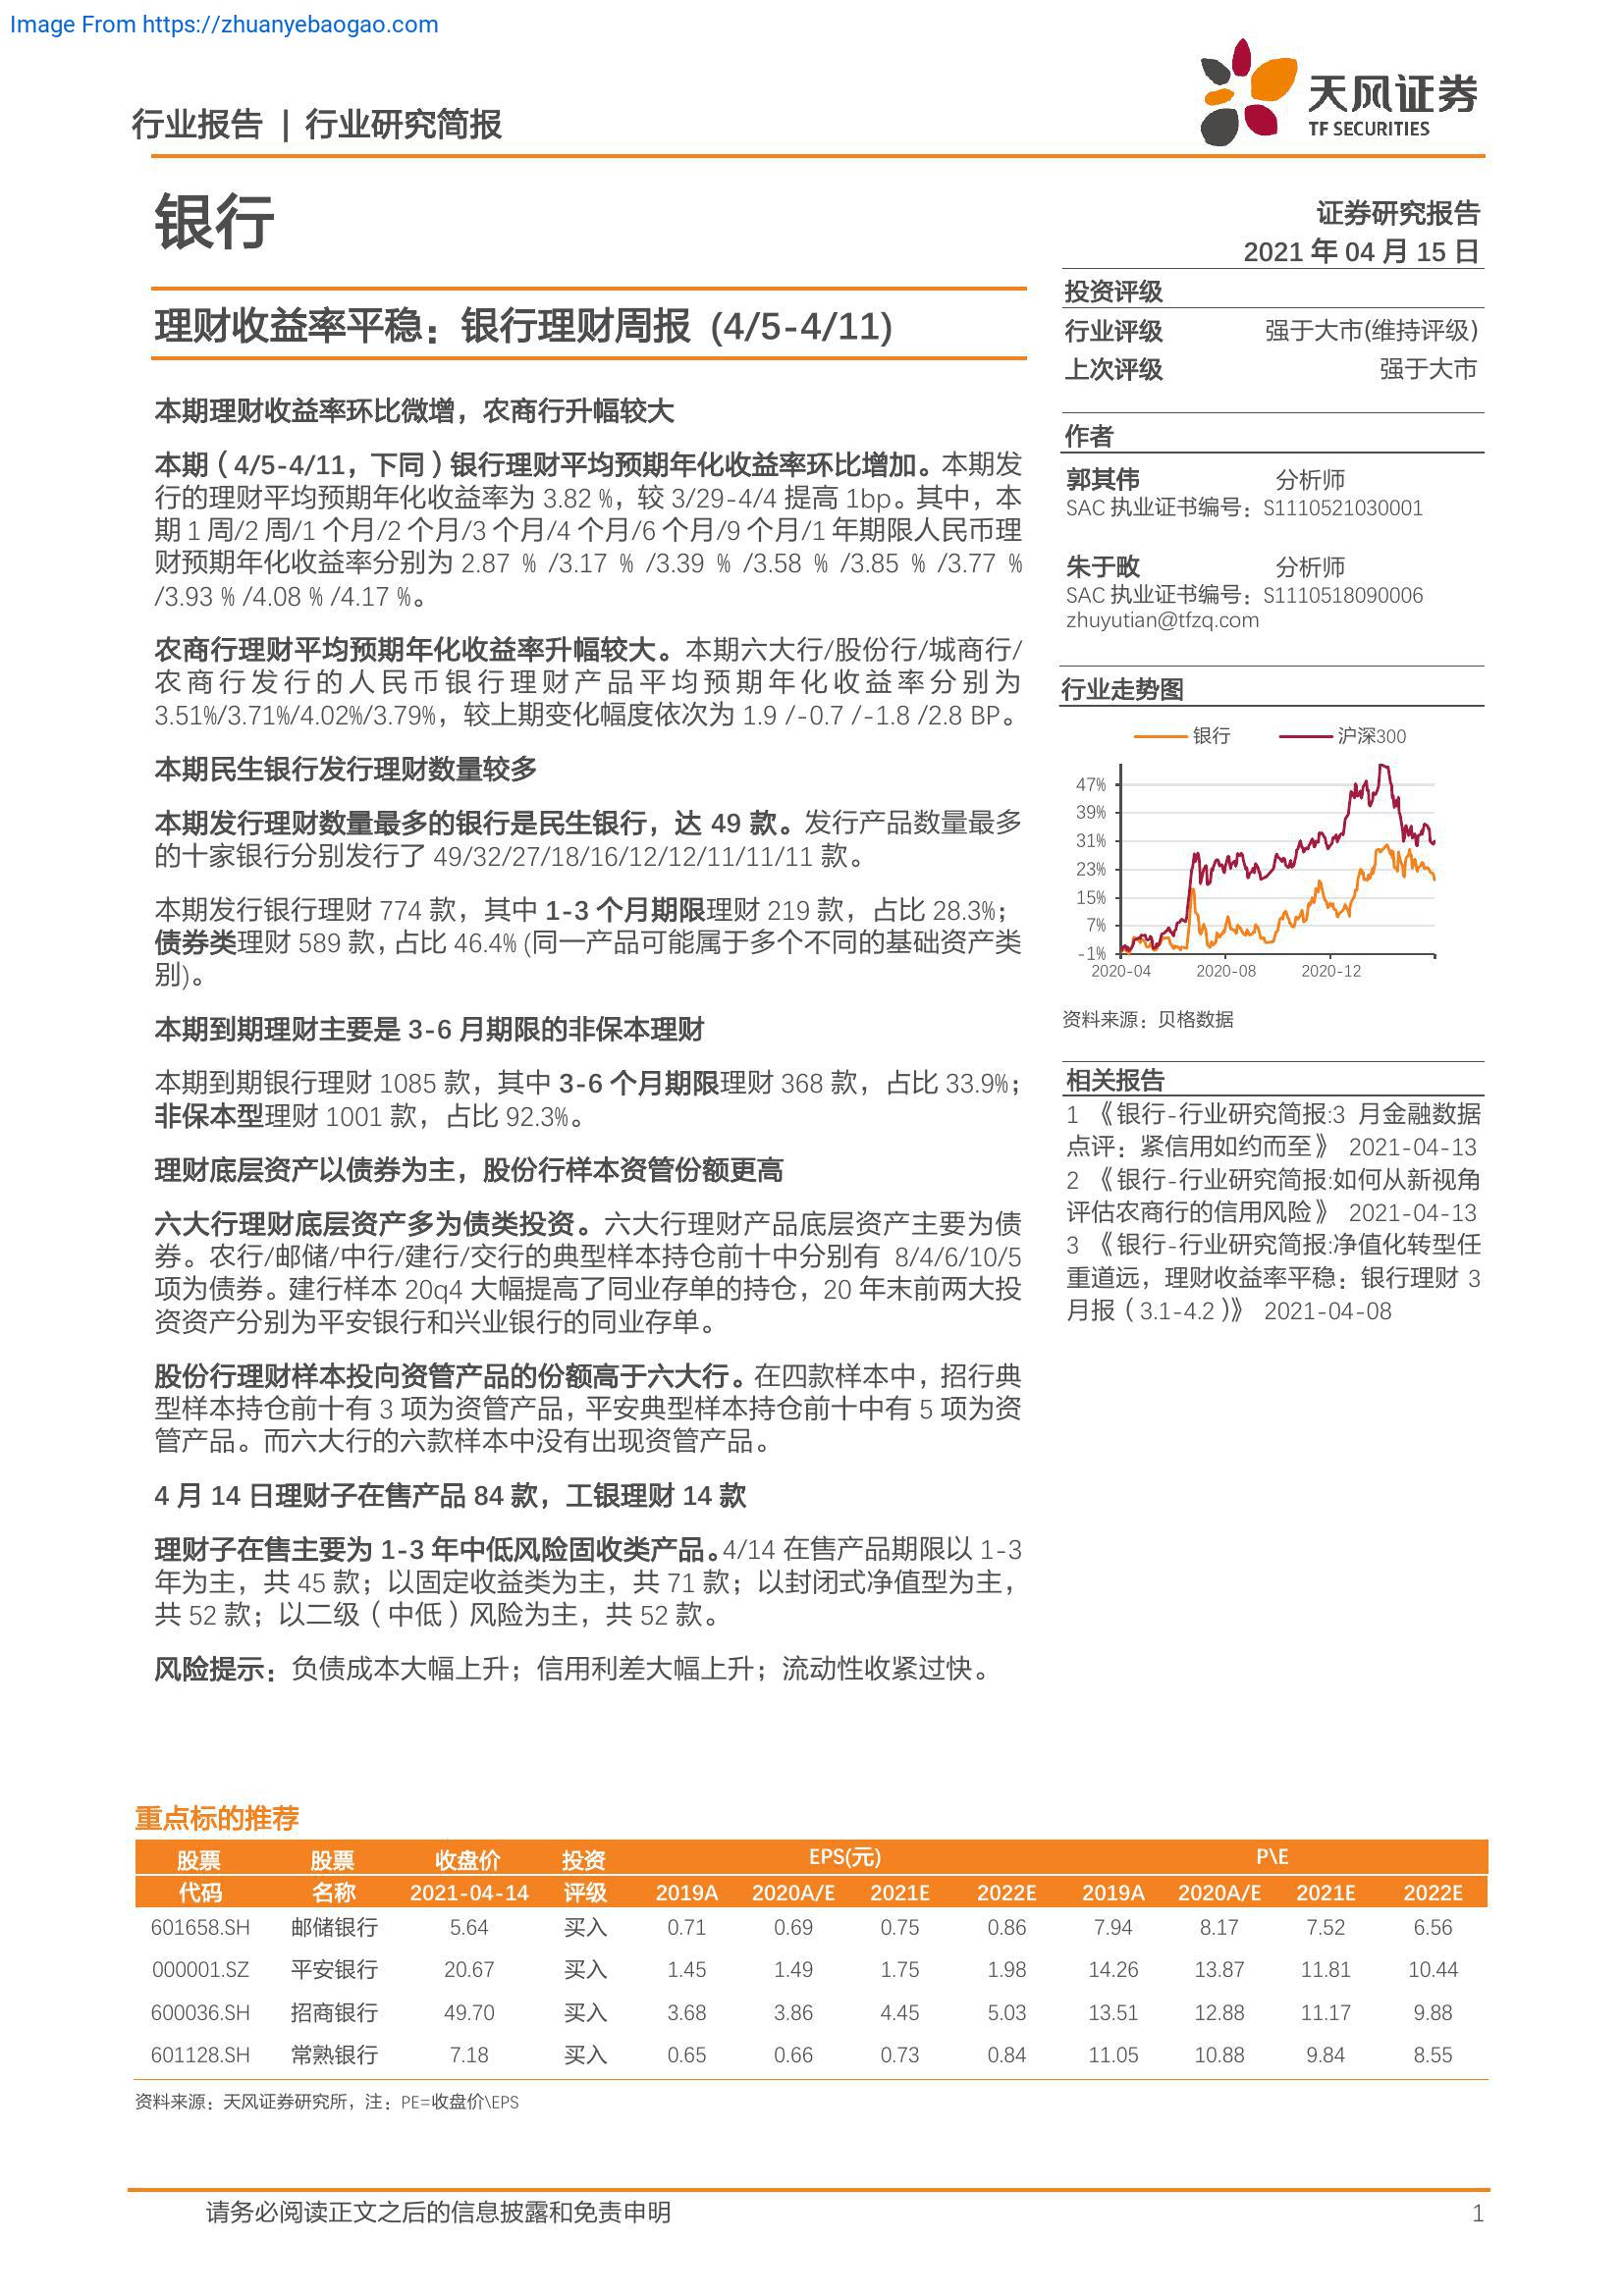 Image From https://zhuanyebaogao.com
行业报告 | 行业研究简报
天风证券
TF SECURITIES
银行
证券研究报告
2021 年 04 月 15 日
理财收益率平稳：银行理财周报 (4/5-4/11)
本期理财收益率环比微增，农商行升幅较大
本期（4/5-4/11，下同）银行理财平均预期年化收益率环比增加。本期发
行的理财平均预期年化收益率为 3.82 %，较 3/29-4/4 提高 1bp。其中，本
期 1 周/2 周/1 个月/2 个月/3 个月/4 个月/6 个月/9 个月/1 年期限人民币理
财预期年化收益率分别为 2.87 % /3.17 % /3.39 % /3.58 % /3.85 % /3.77 %
/3.93 % /4.08 % /4.17 %。
农商行理财平均预期年化收益率升幅较大。本期六大行/股份行/城商行/
农商行发行的人民币银行理财产品平均预期年化收益率分别为
3.51%/3.71%/4.02%/3.79%，较上期变化幅度依次为 1.9 /-0.7 /-1.8 /2.8 BP。
本期民生银行发行理财数量较多
本期发行理财数量最多的银行是民生银行，达 49 款。发行产品数量最多
的十家银行分别发行了 49/32/27/18/16/12/12/11/11/11 款。
本期发行银行理财 774 款，其中 1-3 个月期限理财 219 款，占比 28.3%；
债券类理财 589 款，占比 46.4% (同一产品可能属于多个不同的基础资产类
别)。
本期到期理财主要是 3-6 月期限的非保本理财
本期到期银行理财 1085 款，其中 3-6 个月期限理财 368 款，占比 33.9%；
非保本型理财 1001 款，占比 92.3%。
理财底层资产以债券为主，股份行样本资管份额更高
六大行理财底层资产多为债类投资。六大行理财产品底层资产主要为债
券。农行/邮储/中行/建行/交行的典型样本持仓前十中分别有 8/4/6/10/5
项为债券。建行样本 20q4 大幅提高了同业存单的持仓，20 年末前两大投
资资产分别为平安银行和兴业银行的同业存单。
股份行理财样本投向资管产品的份额高于六大行。在四款样本中，招行典
型样本持仓前十有 3 项为资管产品，平安典型样本持仓前十中有 5 项为资
管产品。而六大行的六款样本中没有出现资管产品。
4 月 14 日理财子在售产品 84 款，工银理财 14 款
理财子在售主要为 1-3 年中低风险固收类产品。4/14 在售产品期限以 1-3
年为主，共 45 款；以固定收益类为主，共 71 款；以封闭式净值型为主，
共 52 款；以二级（中低）风险为主，共 52 款。
风险提示：负债成本大幅上升；信用利差大幅上升；流动性收紧过快。
投资评级
行业评级 强于大市(维持评级)
上次评级 强于大市
作者
郭其伟 分析师
SAC 执业证书编号：S1110521030001
朱于畋 分析师
SAC 执业证书编号：S1110518090006
zhuyutian@tfzq.com
行业走势图
银行 沪深300
47%
39%
31%
23%
15%
7%
-1%
2020-04 2020-08 2020-12
资料来源：贝格数据
相关报告
1 《银行-行业研究简报:3 月金融数据
点评：紧信用如约而至》 2021-04-13
2 《银行-行业研究简报:如何从新视角
评估农商行的信用风险》 2021-04-13
3 《银行-行业研究简报:净值化转型任
重道远，理财收益率平稳：银行理财 3
月报（3.1-4.2）》 2021-04-08
重点标的推荐
股票 股票 收盘价 投资 EPS(元) P\E
代码 名称 2021-04-14 评级 2019A 2020A/E 2021E 2022E 2019A 2020A/E 2021E 2022E
601658.SH 邮储银行 5.64 买入 0.71 0.69 0.75 0.86 7.94 8.17 7.52 6.56
000001.SZ 平安银行 20.67 买入 1.45 1.49 1.75 1.98 14.26 13.87 11.81 10.44
600036.SH 招商银行 49.70 买入 3.68 3.86 4.45 5.03 13.51 12.88 11.17 9.88
601128.SH 常熟银行 7.18 买入 0.65 0.66 0.73 0.84 11.05 10.88 9.84 8.55
资料来源：天风证券研究所，注：PE=收盘价\EPS
请务必阅读正文之后的信息披露和免责申明 1